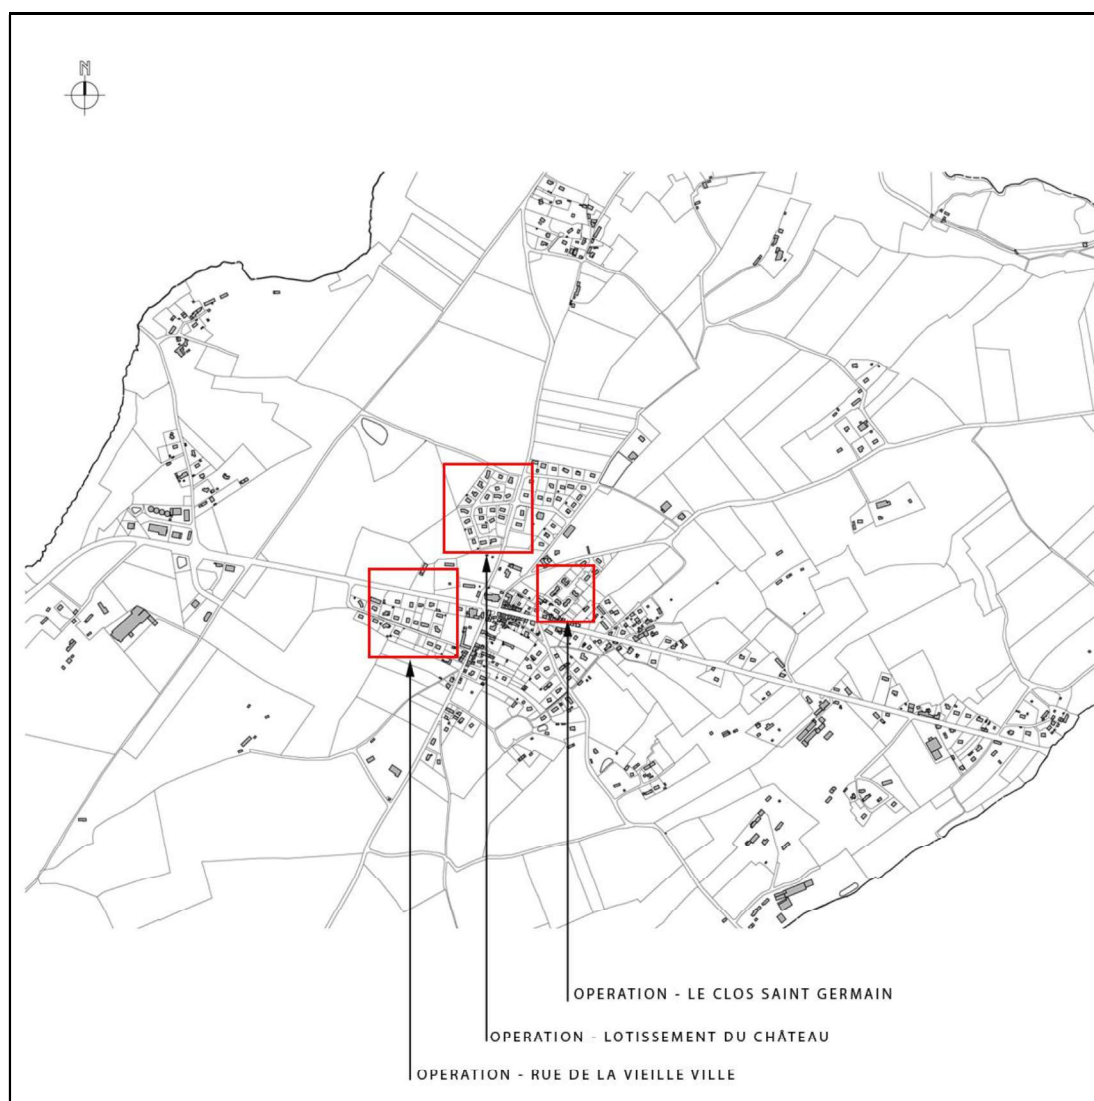 N
OPERATION - LE CLOS SAINT GERMAIN
OPERATION - LOTISSEMENT DU CHÂTEAU
OPERATION - RUE DE LA VIEILLE VILLE